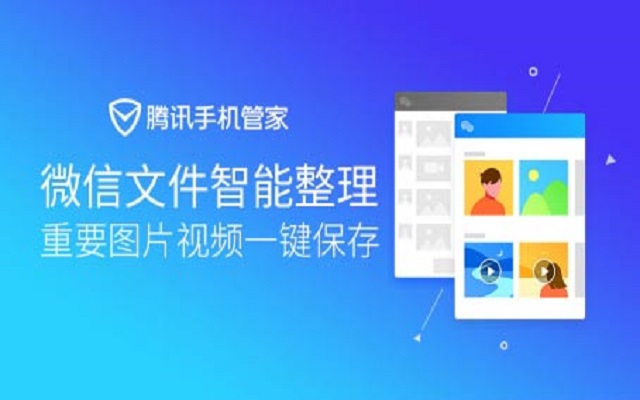 腾讯手机管家
微信文件智能整理
重要图片视频一键保存